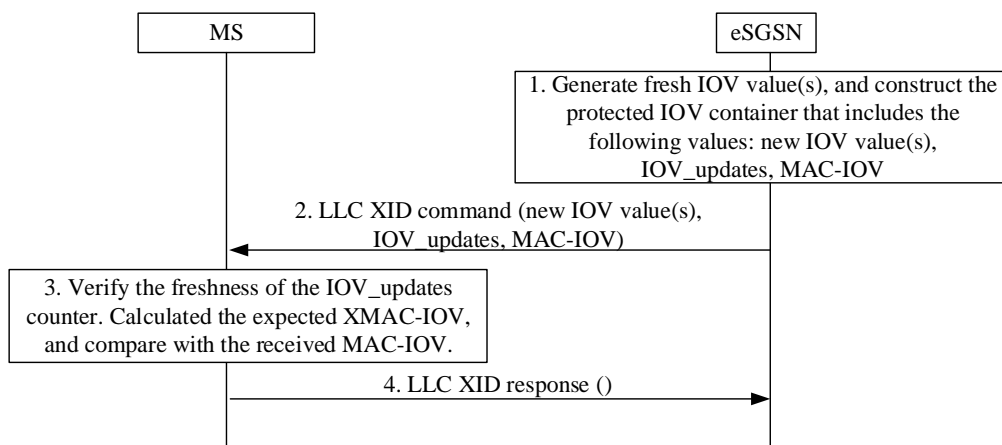 MS
eSGSN
1. Generate fresh IOV value(s), and construct the
protected IOV container that includes the
following values: new IOV value(s),
IOV_updates, MAC-IOV
2. LLC XID command (new IOV value(s),
IOV_updates, MAC-IOV)
3. Verify the freshness of the IOV_updates
counter. Calculated the expected XMAC-IOV,
and compare with the received MAC-IOV.
4. LLC XID response ()